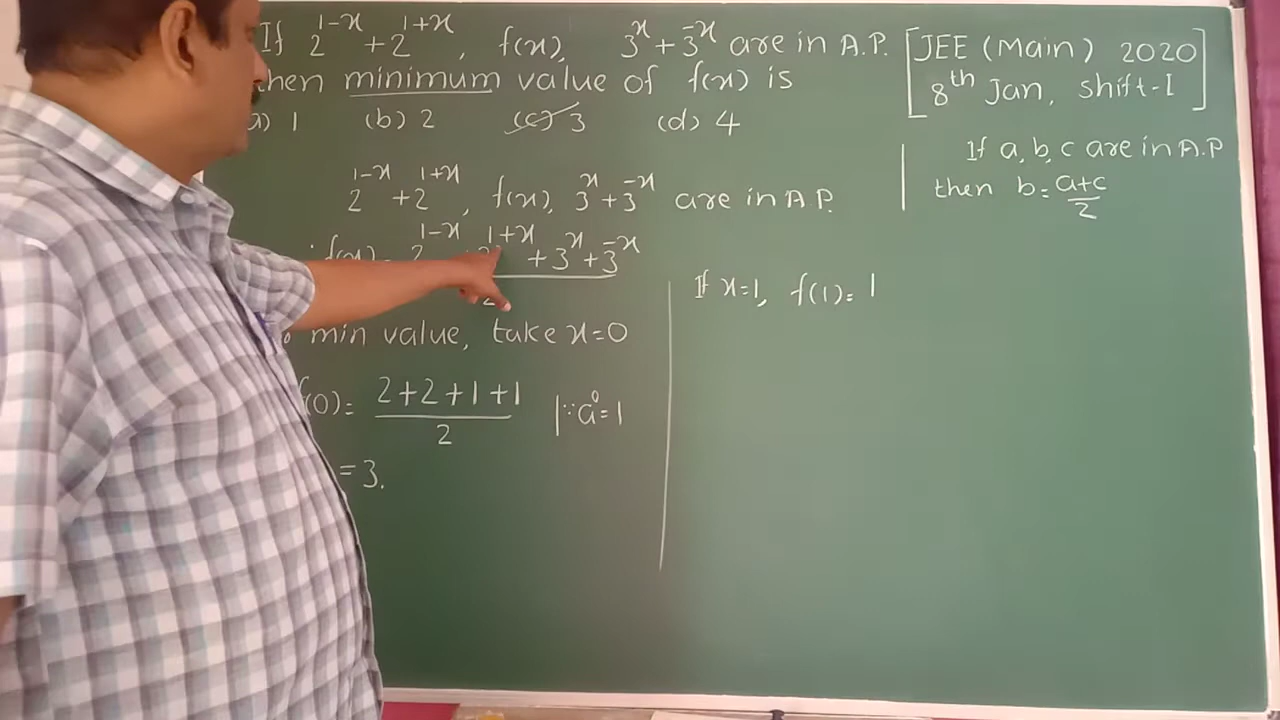 If 2^{1-x} + 2^{1+x}, f(x), 3^x + 3^{-x} are in A.P. [JEE (Main) 2020
then minimum value of f(x) is 8th Jan, shift-I]
a) 1 (b) 2 (c) 3 (d) 4
If a, b, c are in A.P
then b = a+c/2
2^{1-x} + 2^{1+x}, f(x), 3^x + 3^{-x} are in A.P.
f(x) = 2^{1-x} 2^{1+x} + 3^x + 3^{-x}
2
min value, take x=0
f(0) = 2+2+1+1/2 |∵ a^0 = 1
= 3.
If x=1, f(1) = 1